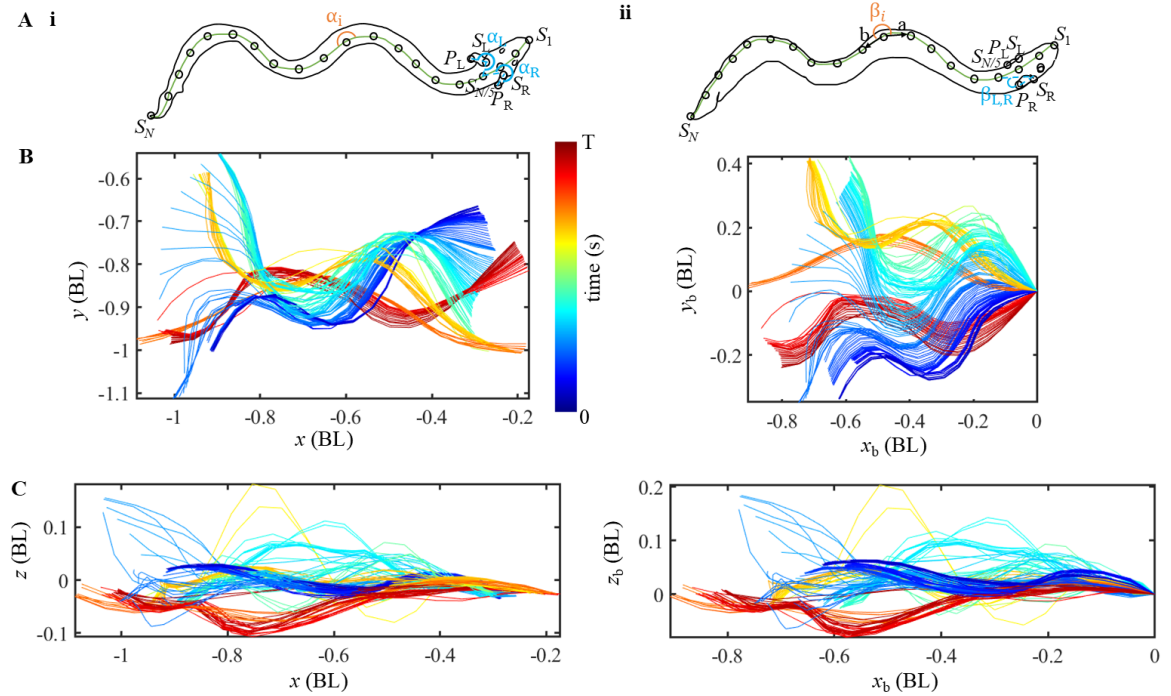 A i
α_i
S_L α_L
P_L
α_R
S_{N/5} S_R
P_R
S_1
S_N
ii
β_i
b a
P_L S_L
S_{N/5}
S_1
S_R
β_{L,R} P_R
S_N
B
-0.6
-0.7
-0.8
-0.9
-1
-1.1
y (BL)
-1 -0.8 -0.6 -0.4 -0.2
x (BL)
T
time (s)
0
0.4
0.2
0
-0.2
y_b (BL)
-0.8 -0.6 -0.4 -0.2 0
x_b (BL)
C
0.1
0
-0.1
z (BL)
-1 -0.8 -0.6 -0.4 -0.2
x (BL)
0.2
0.1
0
z_b (BL)
-0.8 -0.6 -0.4 -0.2 0
x_b (BL)